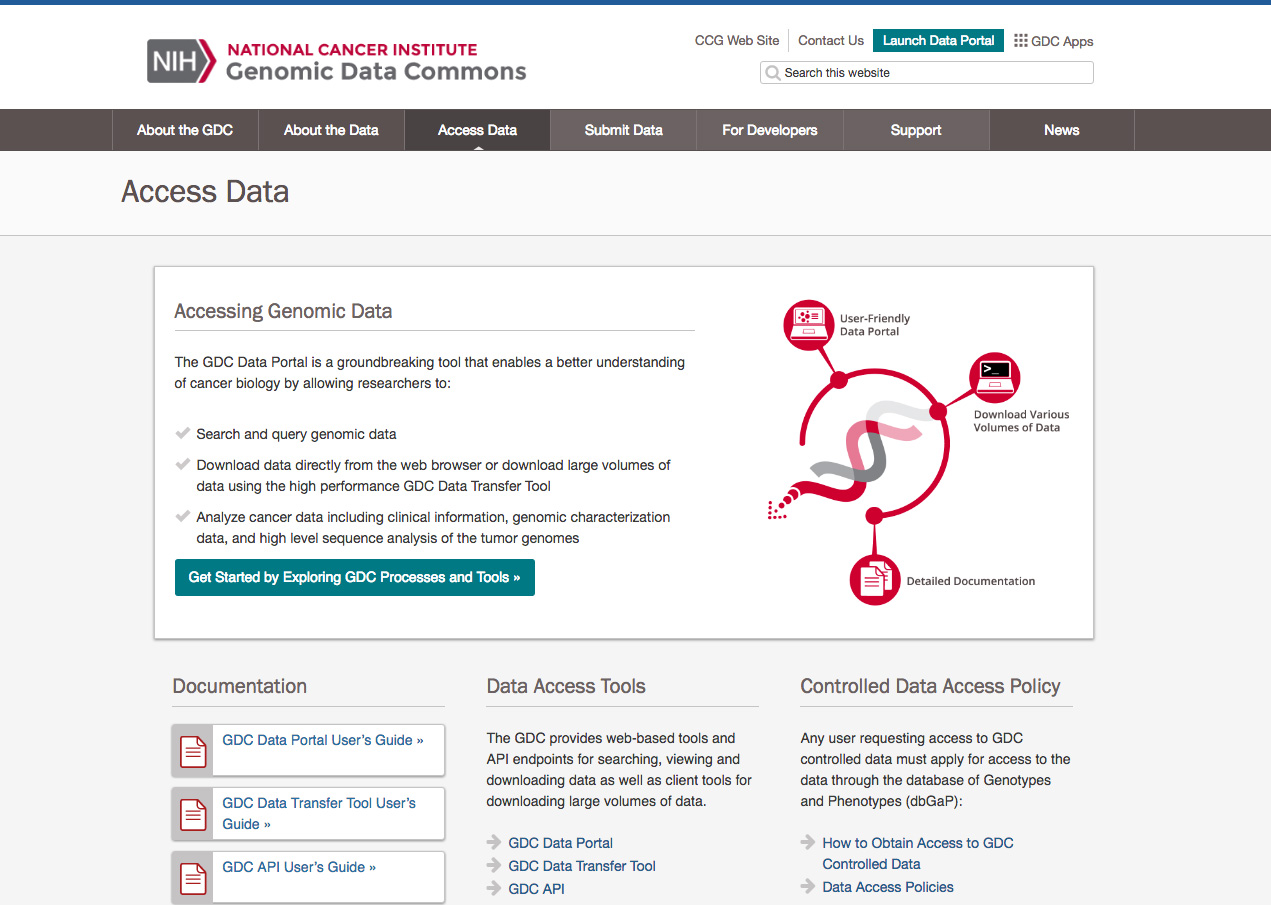 CCG Web Site
Contact Us
Launch Data Portal
GDC Apps
NIH
NATIONAL CANCER INSTITUTE
Genomic Data Commons
Search this website
About the GDC
About the Data
Access Data
Submit Data
For Developers
Support
News
Access Data
Accessing Genomic Data
The GDC Data Portal is a groundbreaking tool that enables a better understanding
of cancer biology by allowing researchers to:
Search and query genomic data
Download data directly from the web browser or download large volumes of
data using the high performance GDC Data Transfer Tool
Analyze cancer data including clinical information, genomic characterization
data, and high level sequence analysis of the tumor genomes
Get Started by Exploring GDC Processes and Tools »
User-Friendly
Data Portal
>_
Download Various
Volumes of Data
Detailed Documentation
Documentation
GDC Data Portal User's Guide »
GDC Data Transfer Tool User's
Guide »
GDC API User's Guide »
Data Access Tools
The GDC provides web-based tools and
API endpoints for searching, viewing and
downloading data as well as client tools for
downloading large volumes of data.
GDC Data Portal
GDC Data Transfer Tool
GDC API
Controlled Data Access Policy
Any user requesting access to GDC
controlled data must apply for access to the
data through the database of Genotypes
and Phenotypes (dbGaP):
How to Obtain Access to GDC
Controlled Data
Data Access Policies